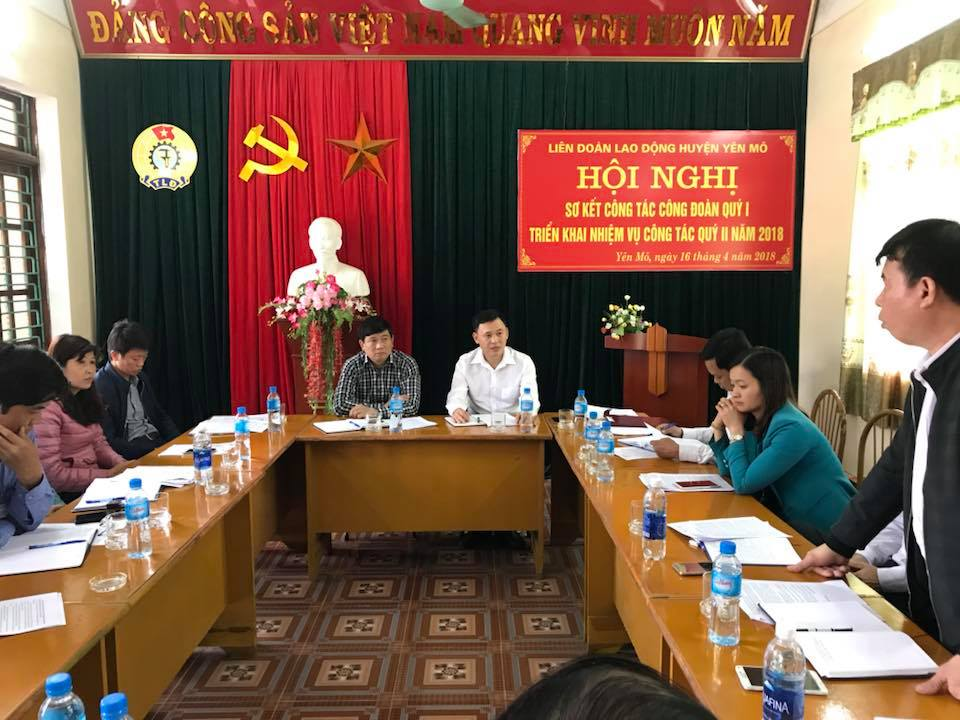 ĐẢNG CỘNG SẢN VIỆT NAM QUANG VINH MUÔN NĂM
TLĐ
LIÊN ĐOÀN LAO ĐỘNG HUYỆN YÊN MÔ
HỘI NGHỊ
SƠ KẾT CÔNG TÁC CÔNG ĐOÀN QUÝ I
TRIỂN KHAI NHIỆM VỤ CÔNG TÁC QUÝ II NĂM 2018
Yên Mô, ngày 16 tháng 4 năm 2018
AFINA